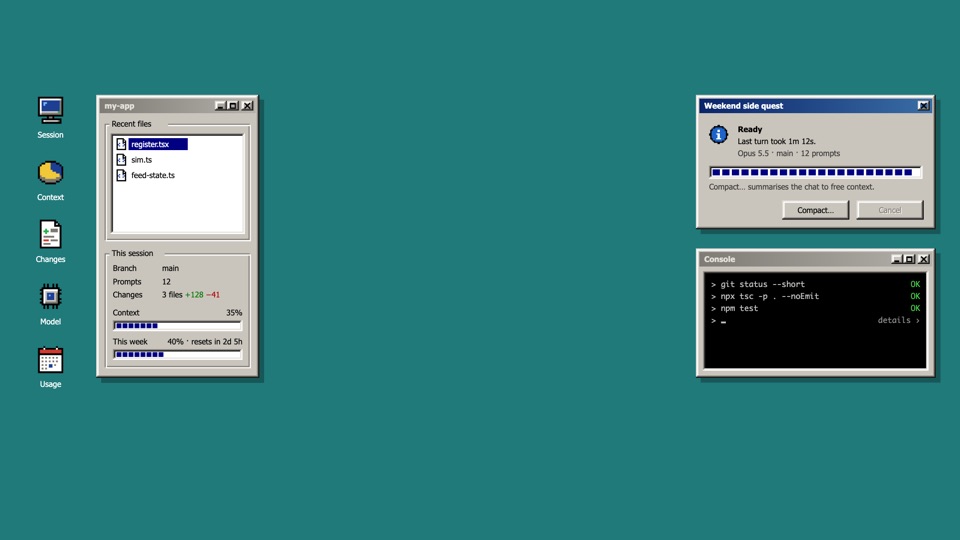 Session
Context
Changes
Model
Usage
my-app
Recent files
register.tsx
sim.ts
feed-state.ts
This session
Branch main
Prompts 12
Changes 3 files +128 −41
Context 35%
This week 40% · resets in 2d 5h
Weekend side quest
Ready
Last turn took 1m 12s.
Opus 5.5 · main · 12 prompts
Compact... summarises the chat to free context.
Compact... Cancel
Console
> git status --short OK
> npx tsc -p . --noEmit OK
> npm test OK
> _ details ›